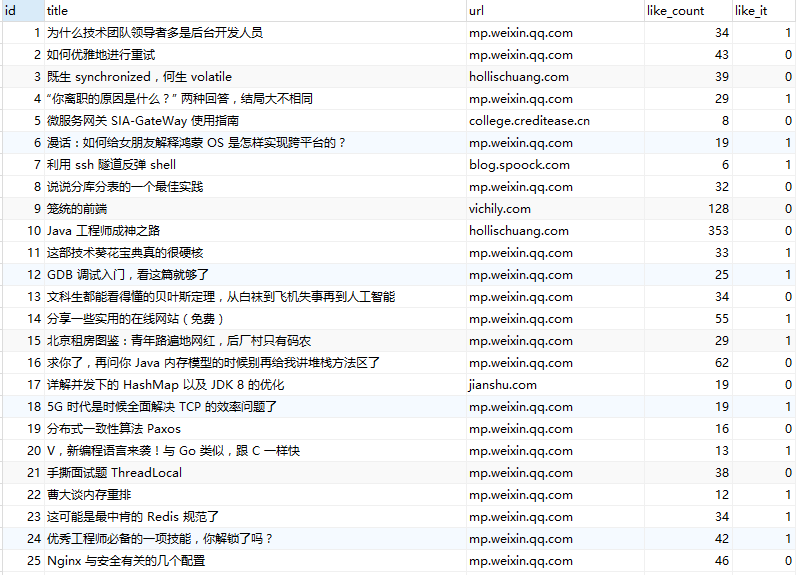 id title url like_count like_it
1 为什么技术团队领导者多是后台开发人员 mp.weixin.qq.com 34 1
2 如何优雅地进行重试 mp.weixin.qq.com 43 0
3 既生 synchronized，何生 volatile hollischuang.com 39 0
4 “你离职的原因是什么？” 两种回答，结局大不相同 mp.weixin.qq.com 29 1
5 微服务网关 SIA-GateWay 使用指南 college.creditease.cn 8 0
6 漫话：如何给女朋友解释鸿蒙 OS 是怎样实现跨平台的？ mp.weixin.qq.com 19 1
7 利用 ssh 隧道反弹 shell blog.spoock.com 6 1
8 说说分库分表的一个最佳实践 mp.weixin.qq.com 32 0
9 笼统的前端 vichily.com 128 0
10 Java 工程师成神之路 hollischuang.com 353 0
11 这部技术葵花宝典真的很硬核 mp.weixin.qq.com 33 1
12 GDB 调试入门，看这篇就够了 mp.weixin.qq.com 25 1
13 文科生都能看得懂的贝叶斯定理，从白袜到飞机失事再到人工智能 mp.weixin.qq.com 34 0
14 分享一些实用的在线网站（免费） mp.weixin.qq.com 55 1
15 北京租房图鉴：青年路遍地网红，后厂村只有码农 mp.weixin.qq.com 29 1
16 求你了，再问你 Java 内存模型的时候别再给我讲堆栈方法区了 mp.weixin.qq.com 62 0
17 详解并发下的 HashMap 以及 JDK 8 的优化 jianshu.com 19 0
18 5G 时代是时候全面解决 TCP 的效率问题了 mp.weixin.qq.com 19 1
19 分布式一致性算法 Paxos mp.weixin.qq.com 16 0
20 V，新编程语言来袭！与 Go 类似，跟 C 一样快 mp.weixin.qq.com 13 1
21 手撕面试题 ThreadLocal mp.weixin.qq.com 38 0
22 曹大谈内存重排 mp.weixin.qq.com 12 1
23 这可能是最中肯的 Redis 规范了 mp.weixin.qq.com 34 1
24 优秀工程师必备的一项技能，你解锁了吗？ mp.weixin.qq.com 42 1
25 Nginx 与安全有关的几个配置 mp.weixin.qq.com 46 0